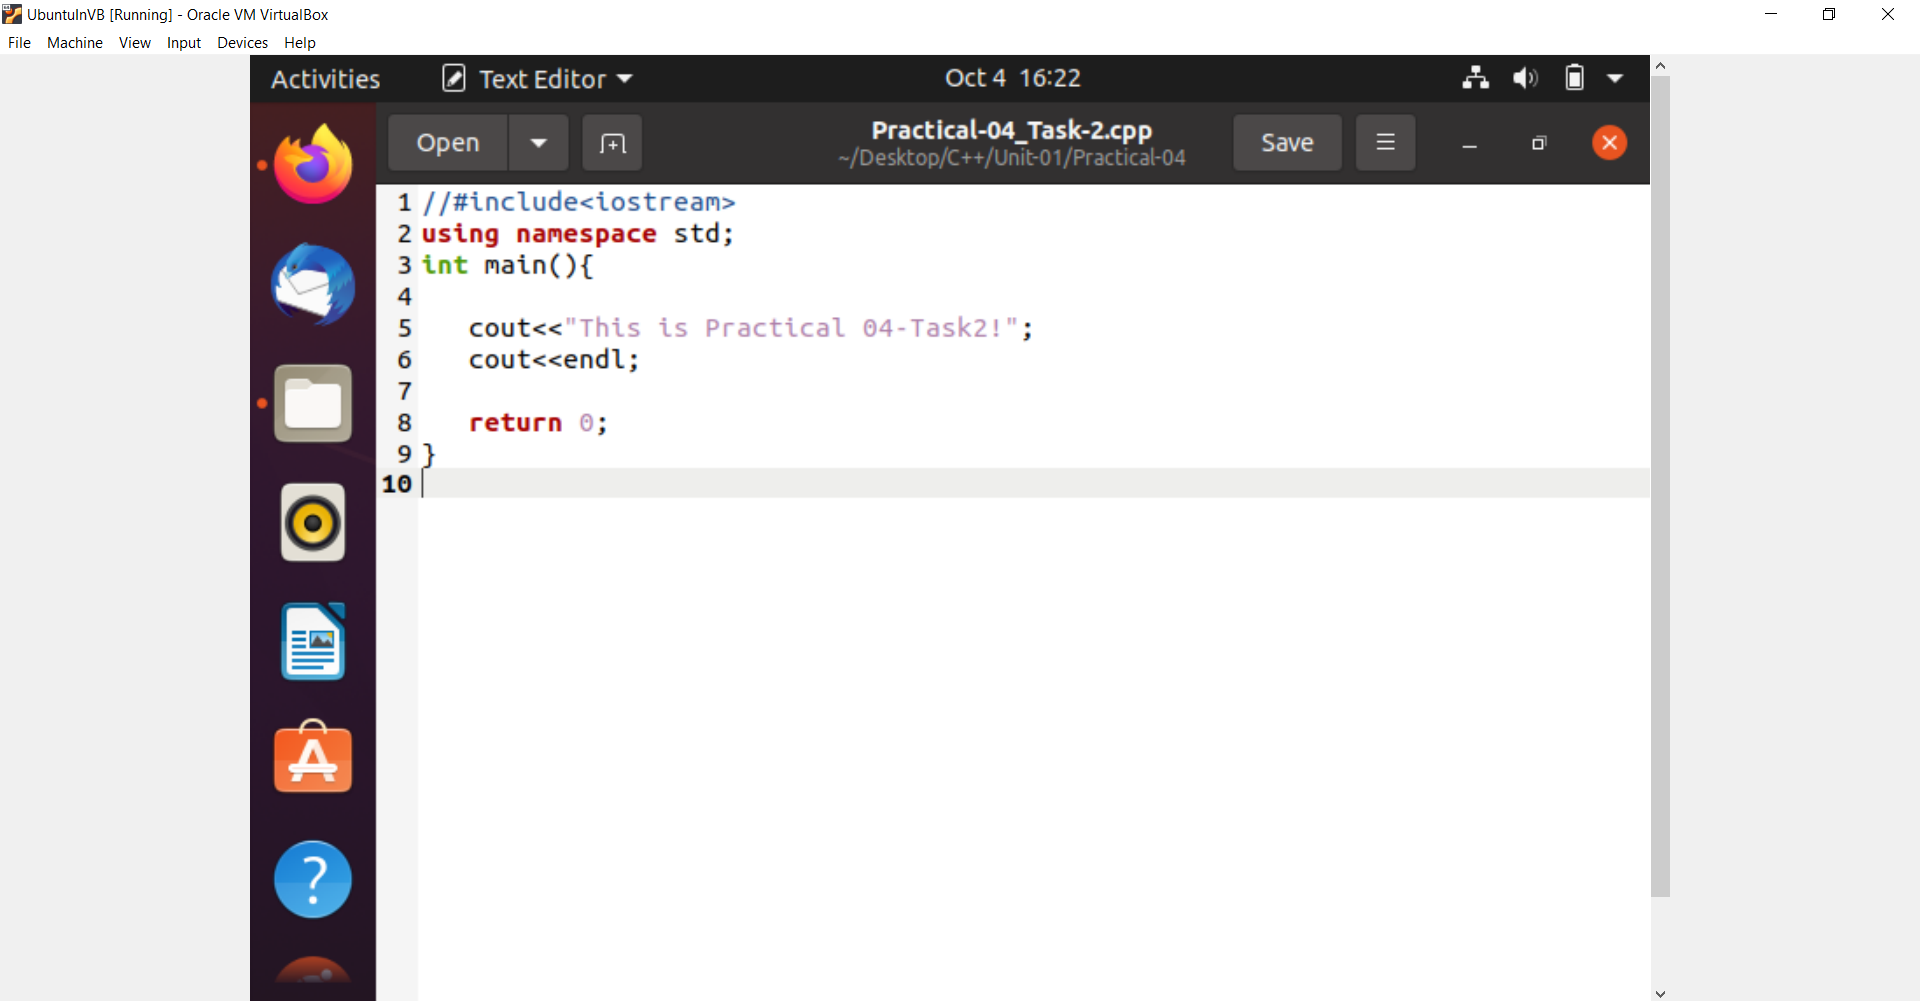 UbuntuInVB [Running] - Oracle VM VirtualBox
File Machine View Input Devices Help
Activities Text Editor Oct 4 16:22
Open Practical-04_Task-2.cpp Save
~/Desktop/C++/Unit-01/Practical-04
1 //#include<iostream>
2 using namespace std;
3 int main(){
4
5 cout<<"This is Practical 04-Task2!";
6 cout<<endl;
7
8 return 0;
9 }
10